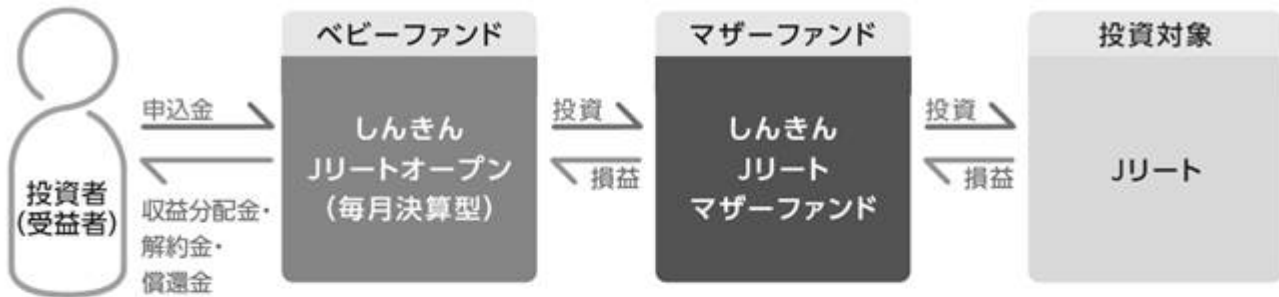 ベビーファンド
マザーファンド
投資対象
投資者
(受益者)
申込金
収益分配金・
解約金・
償還金
しんきん
Jリートオープン
(毎月決算型)
投資
損益
しんきん
Jリート
マザーファンド
投資
損益
Jリート